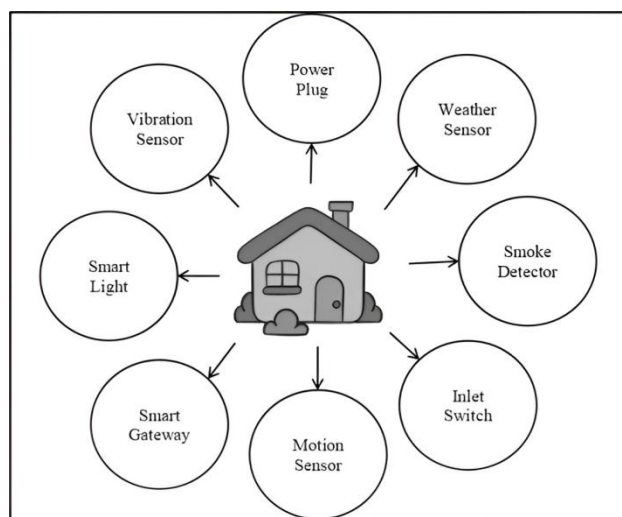 Power
Plug
Weather
Sensor
Smoke
Detector
Inlet
Switch
Motion
Sensor
Smart
Gateway
Smart
Light
Vibration
Sensor